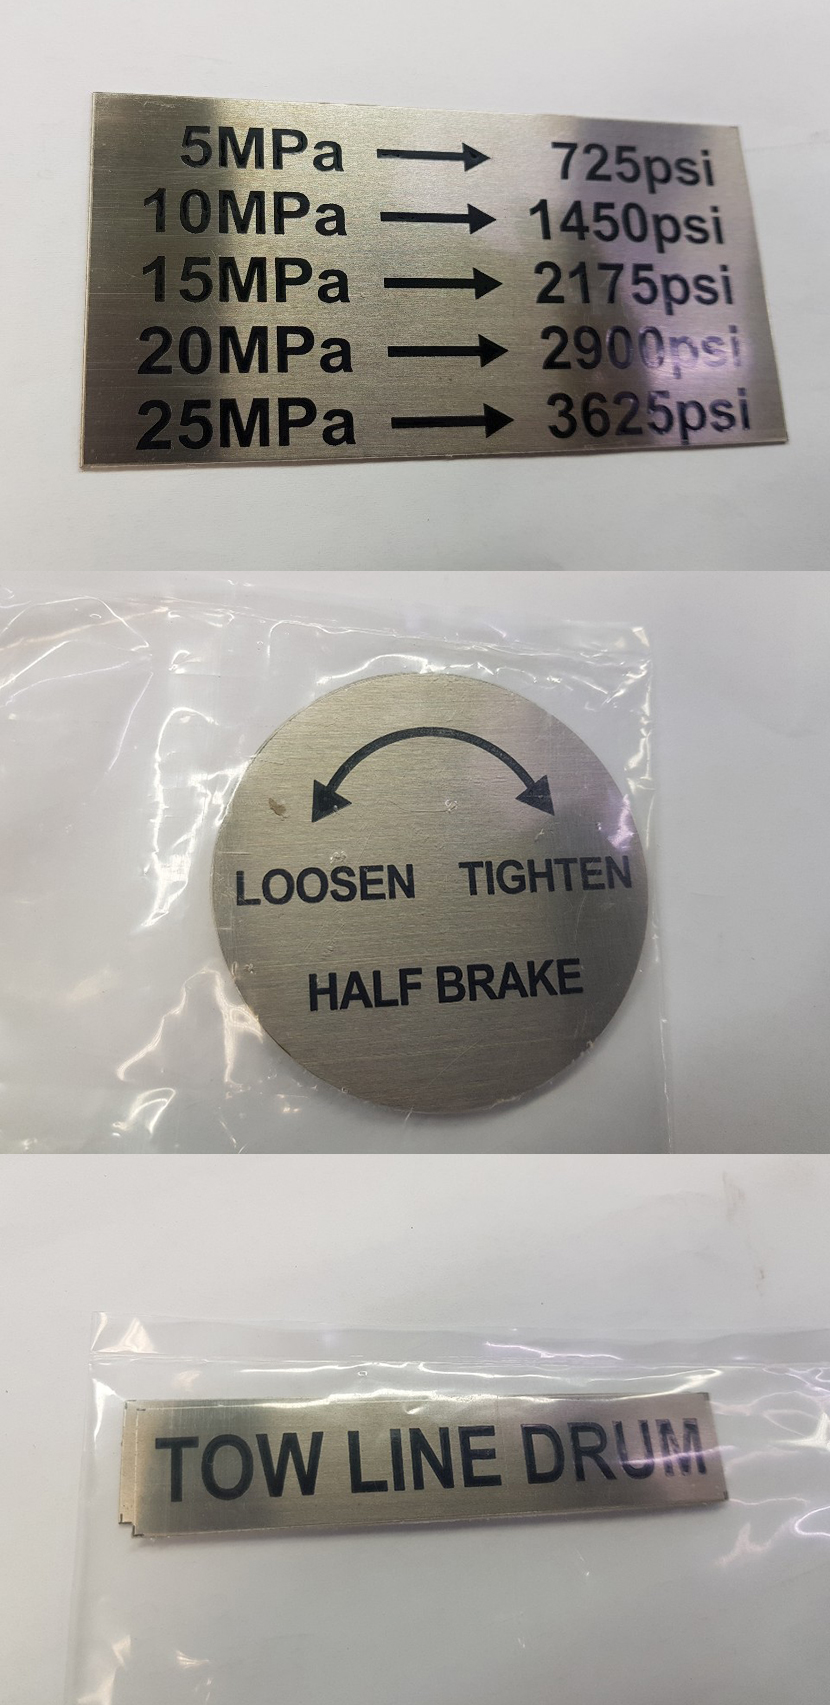 5MPa → 725psi
10MPa → 1450psi
15MPa → 2175psi
20MPa → 2900psi
25MPa → 3625psi
LOOSEN TIGHTEN
HALF BRAKE
TOW LINE DRUM